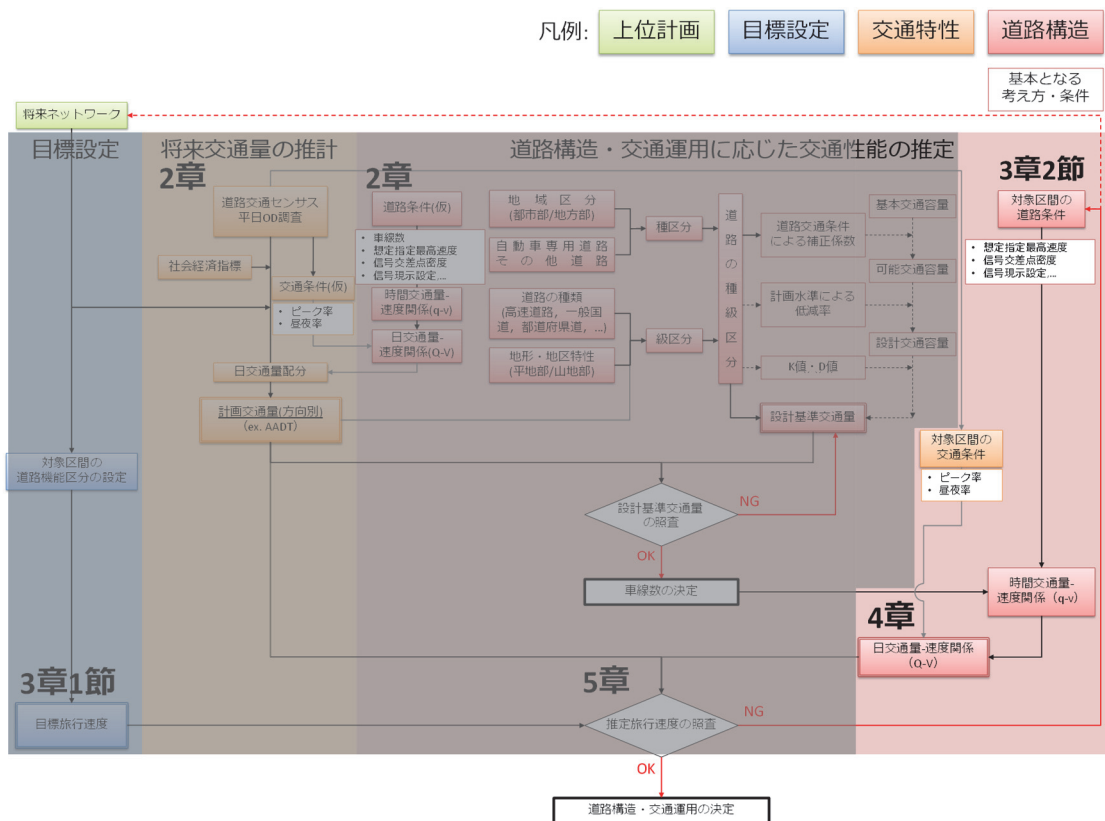 凡例:
上位計画
目標設定
交通特性
道路構造
基本となる
考え方・条件
将来ネットワーク
目標設定
将来交通量の推計
道路構造・交通運用に応じた交通性能の推定
2章
2章
3章2節
道路交通センサス
平日OD調査
道路条件(仮)
• 車線数
• 想定指定最高速度
• 信号交差点密度
• 信号現示設定,...
社会経済指標
交通条件(仮)
• ピーク率
• 昼夜率
時間交通量-
速度関係(q-v)
日交通量-
速度関係(Q-V)
日交通量配分
計画交通量(方向別)
(ex. AADT)
地 域 区 分
(都市部/地方部)
自動車専用道路
そ の 他 道 路
種区分
道路の種類
(高速道路，一般国
道，都道府県道，...)
地形・地区特性
(平地部/山地部)
級区分
道路の種級区分
道路交通条件
による補正係数
計画水準による
低減率
K値・D値
基本交通容量
可能交通容量
設計交通容量
設計基準交通量
対象区間の
道路条件
• 想定指定最高速度
• 信号交差点密度
• 信号現示設定,...
対象区間の
交通条件
• ピーク率
• 昼夜率
対象区間の
道路機能区分の設定
設計基準交通量
の照査
NG
OK
車線数の決定
時間交通量-
速度関係（q-v）
4章
日交通量-速度関係
（Q-V）
3章1節
5章
目標旅行速度
推定旅行速度の照査
NG
OK
道路構造・交通運用の決定